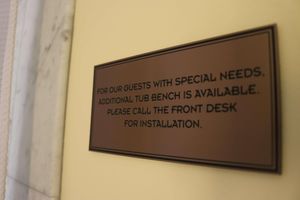 FOR OUR GUESTS WITH SPECIAL NEEDS,
ADDITIONAL TUB BENCH IS AVAILABLE.
PLEASE CALL THE FRONT DESK
FOR INSTALLATION.